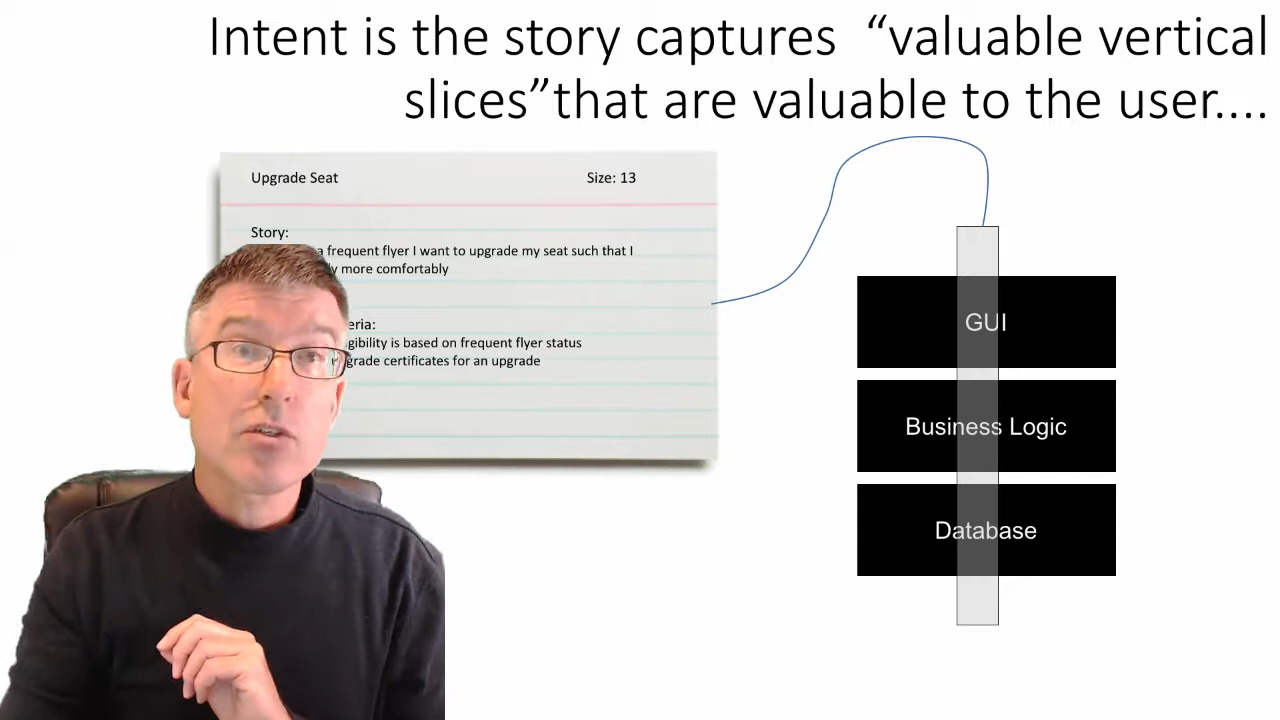 Intent is the story captures “valuable vertical
slices”that are valuable to the user....
Upgrade Seat Size: 13
Story:
a frequent flyer I want to upgrade my seat such that I
more comfortably
gibility is based on frequent flyer status
grade certificates for an upgrade
GUI
Business Logic
Database